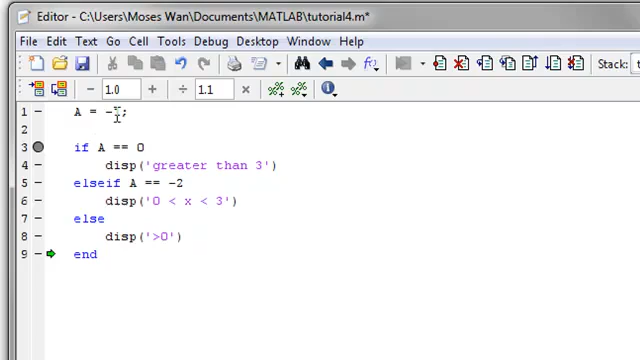 Editor - C:\Users\Moses Wan\Documents\MATLAB\tutorial4.m*
File Edit Text Go Cell Tools Debug Desktop Window Help
Stack:
1.0 1.1
1 A = - ;
2
3 if A == 0
4 disp('greater than 3')
5 elseif A == -2
6 disp('0 < x < 3')
7 else
8 disp('>0')
9 end